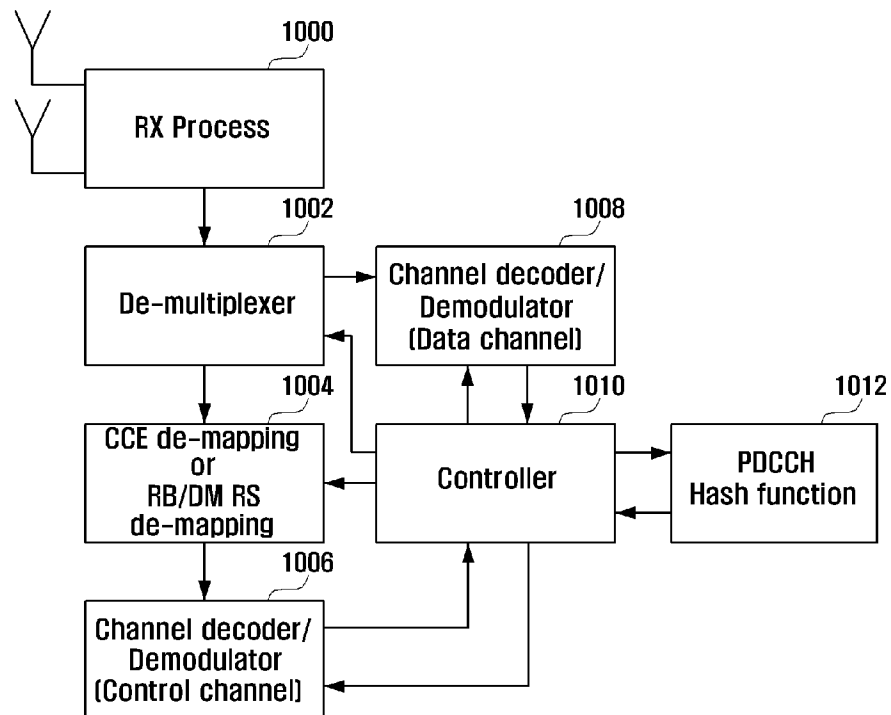 1000
RX Process
1002
De-multiplexer
1008
Channel decoder/
Demodulator
(Data channel)
1004
CCE de-mapping
or
RB/DM RS
de-mapping
1010
Controller
1012
PDCCH
Hash function
1006
Channel decoder/
Demodulator
(Control channel)